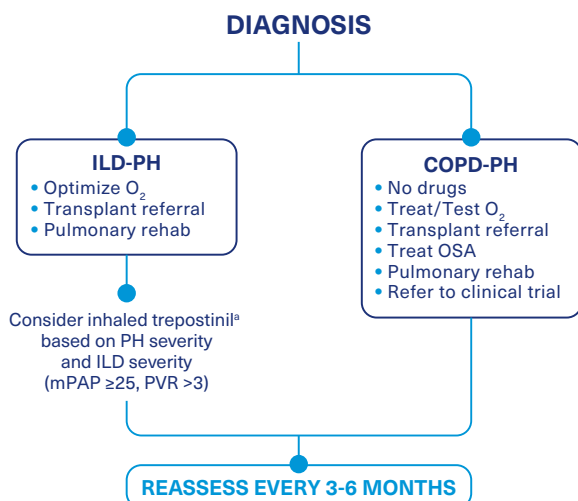 DIAGNOSIS
ILD-PH
• Optimize O₂
• Transplant referral
• Pulmonary rehab
Consider inhaled trepostinilᵃ
based on PH severity
and ILD severity
(mPAP ≥25, PVR >3)
COPD-PH
• No drugs
• Treat/Test O₂
• Transplant referral
• Treat OSA
• Pulmonary rehab
• Refer to clinical trial
REASSESS EVERY 3-6 MONTHS